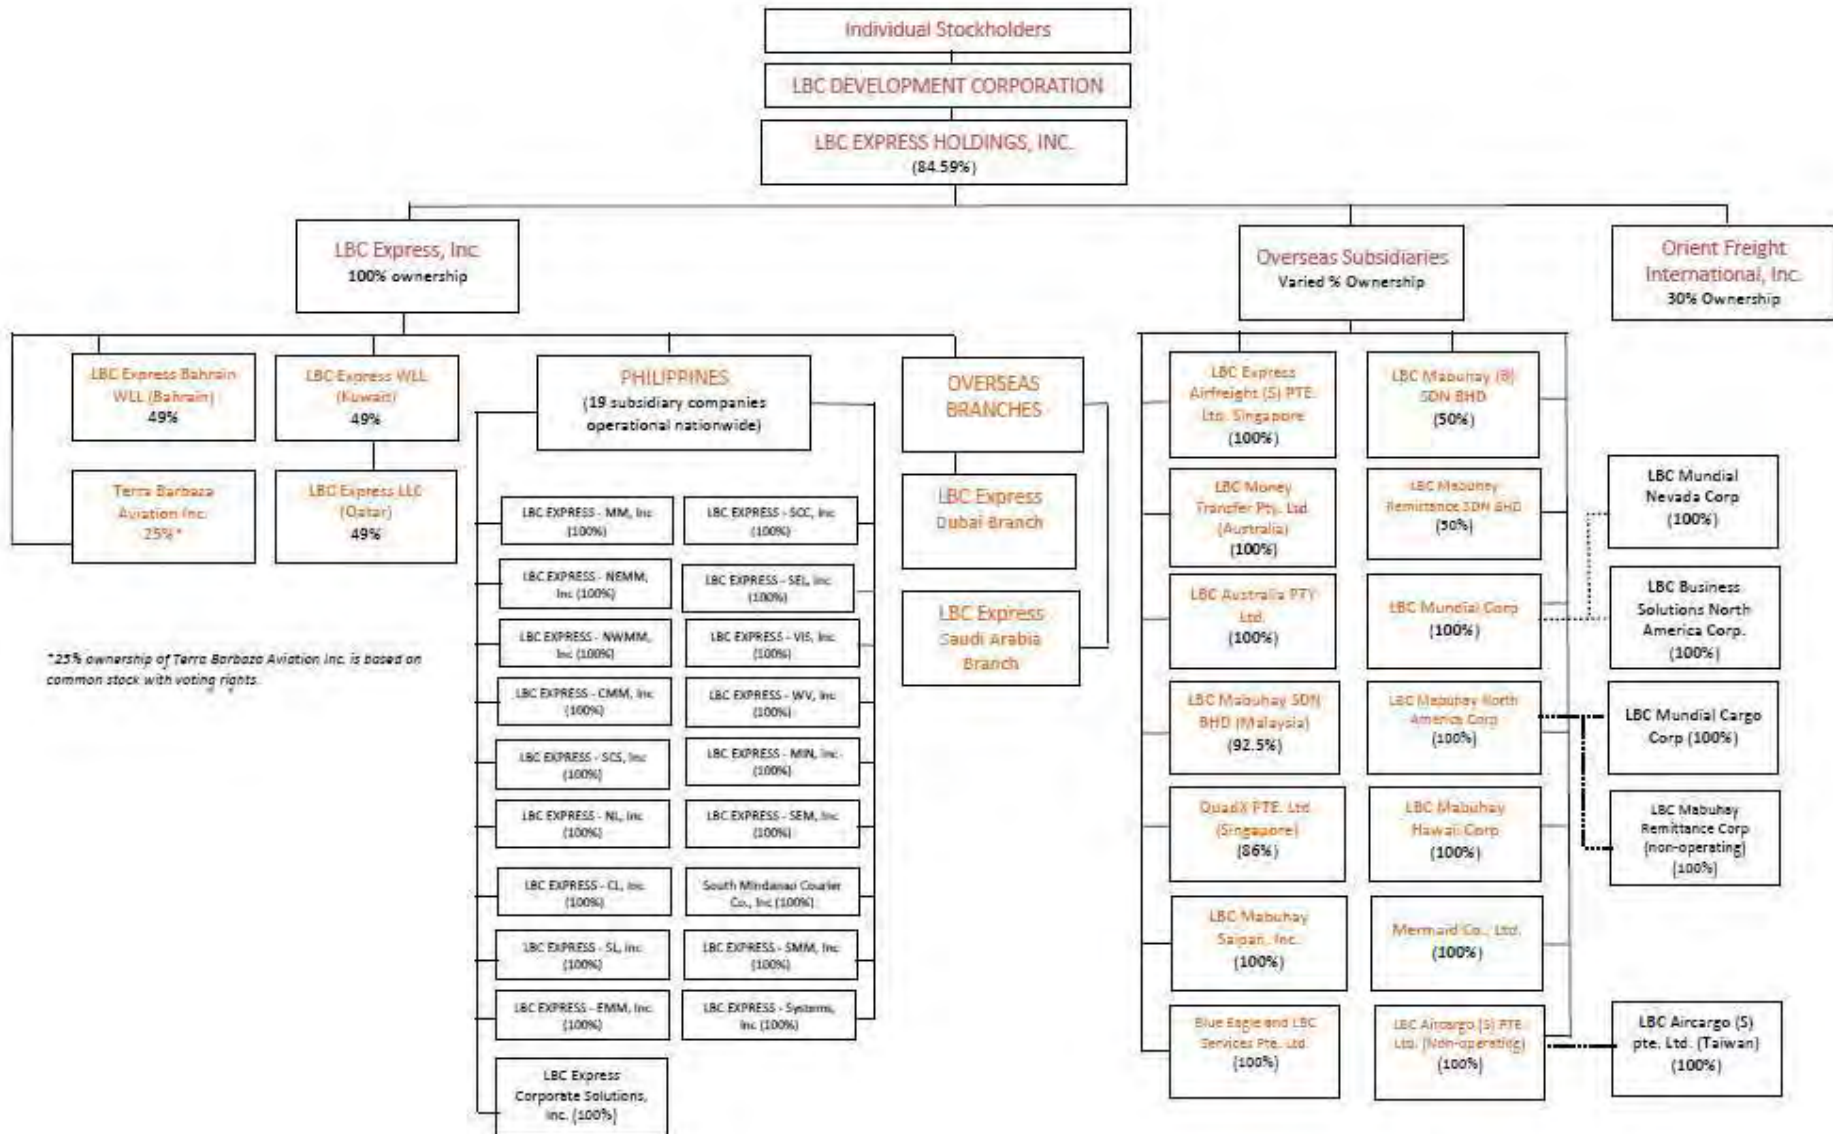 Individual Stockholders
LBC DEVELOPMENT CORPORATION
LBC EXPRESS HOLDINGS, INC.
(84.59%)
LBC Express, Inc
100% ownership
Overseas Subsidiaries
Varied % Ownership
Orient Freight
International, Inc.
30% Ownership
LBC Express Bahrain
WLL (Bahrain)
49%
LBC Express WLL
(Kuwait)
49%
Terra Barbaza
Aviation Inc.
25%*
LBC Express LLC
(Qatar)
49%
*25% ownership of Terra Barbaza Aviation Inc. is based on
common stock with voting rights.
PHILIPPINES
(19 subsidiary companies
operational nationwide)
LBC EXPRESS - MM, Inc
(100%)
LBC EXPRESS - SCC, Inc
(100%)
LBC EXPRESS - NEMM,
Inc (100%)
LBC EXPRESS - SEL, Inc
(100%)
LBC EXPRESS - NWMM,
Inc (100%)
LBC EXPRESS - VIS, Inc
(100%)
LBC EXPRESS - CMM, Inc
(100%)
LBC EXPRESS - WV, Inc
(100%)
LBC EXPRESS - SCS, Inc
(100%)
LBC EXPRESS - MIN, Inc.
(100%)
LBC EXPRESS - NL, Inc
(100%)
LBC EXPRESS - SEM, Inc
(100%)
LBC EXPRESS - CL, Inc.
(100%)
South Mindanao Courier
Co., Inc (100%)
LBC EXPRESS - SL, Inc
(100%)
LBC EXPRESS - SMM, Inc
(100%)
LBC EXPRESS - EMM, Inc.
(100%)
LBC EXPRESS - Systems,
Inc (100%)
LBC Express
Corporate Solutions,
Inc. (100%)
OVERSEAS
BRANCHES
LBC Express
Dubai Branch
LBC Express
Saudi Arabia
Branch
LBC Express
Airfreight (S) PTE.
Ltd. Singapore
(100%)
LBC Mabuhay (B)
SDN BHD
(50%)
LBC Money
Transfer Pty. Ltd
(Australia)
(100%)
LBC Mabuhay
Remittance SDN BHD
(50%)
LBC Australia PTY
Ltd.
(100%)
LBC Mundial Corp
(100%)
LBC Mabuhay SDN
BHD (Malaysia)
(92.5%)
LBC Mabuhay North
America Corp
(100%)
QuadX PTE. Ltd.
(Singapore)
(86%)
LBC Mabuhay
Hawaii Corp
(100%)
LBC Mabuhay
Saipan, Inc.
(100%)
Mermaid Co., Ltd.
(100%)
Blue Eagle and LBC
Services Pte. Ltd.
(100%)
LBC Aircargo (S) PTE
Ltd. (Non-operating)
(100%)
LBC Mundial
Nevada Corp
(100%)
LBC Business
Solutions North
America Corp.
(100%)
LBC Mundial Cargo
Corp (100%)
LBC Mabuhay
Remittance Corp
(non-operating)
(100%)
LBC Aircargo (S)
pte. Ltd. (Taiwan)
(100%)